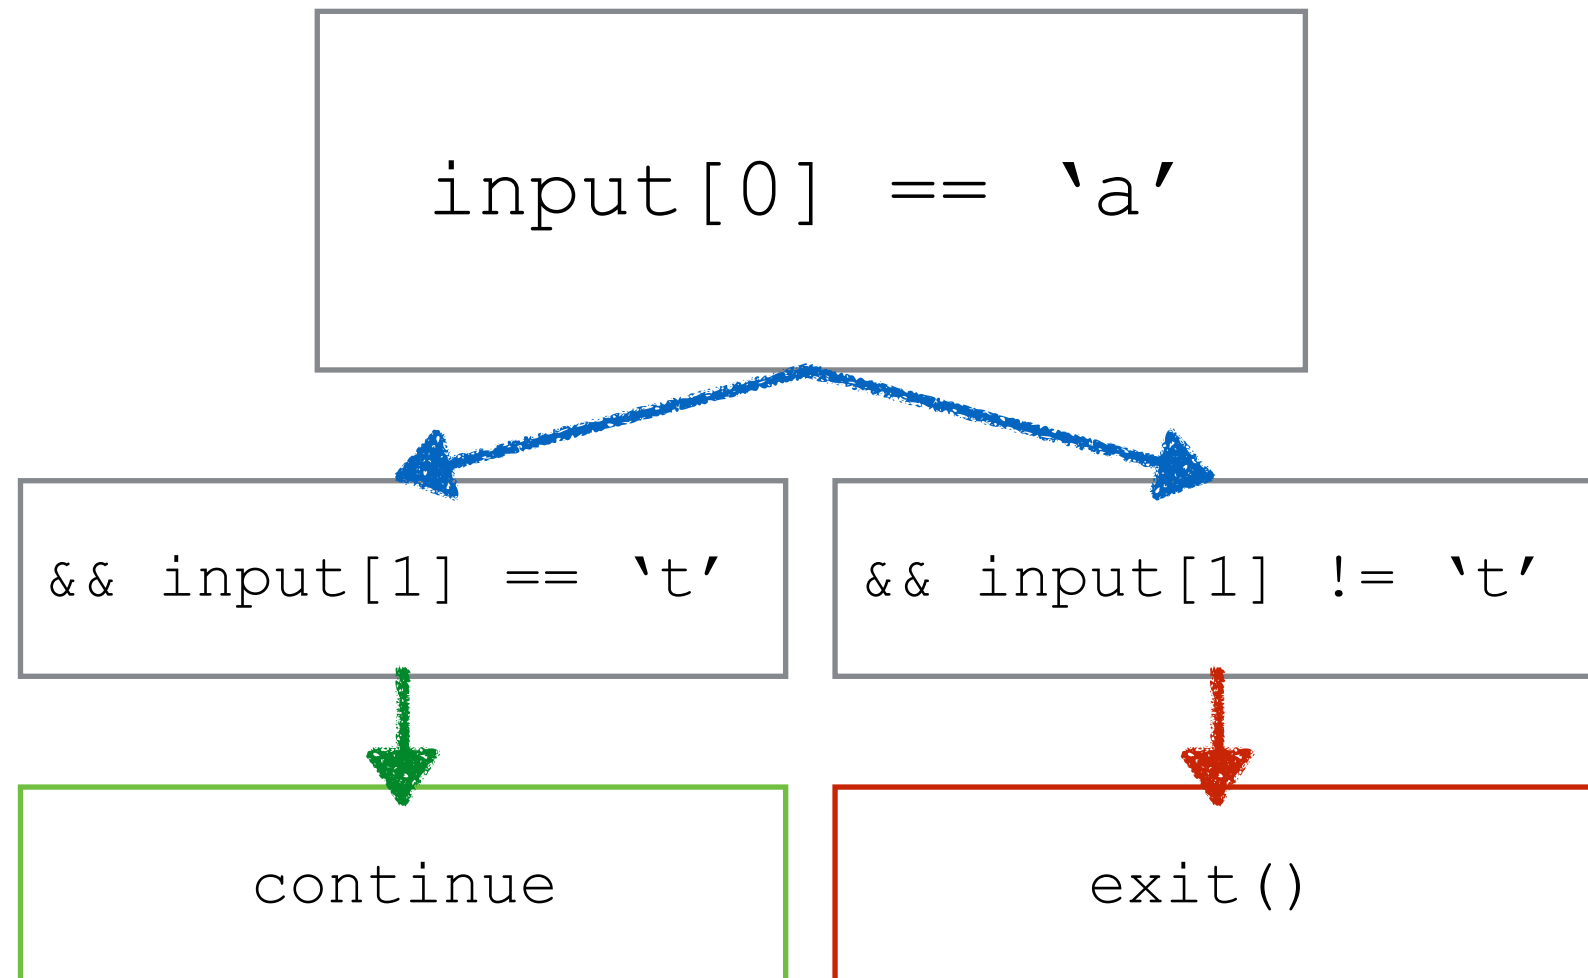 input[0] == ‘a’
&& input[1] == ‘t’
&& input[1] != ‘t’
continue
exit()